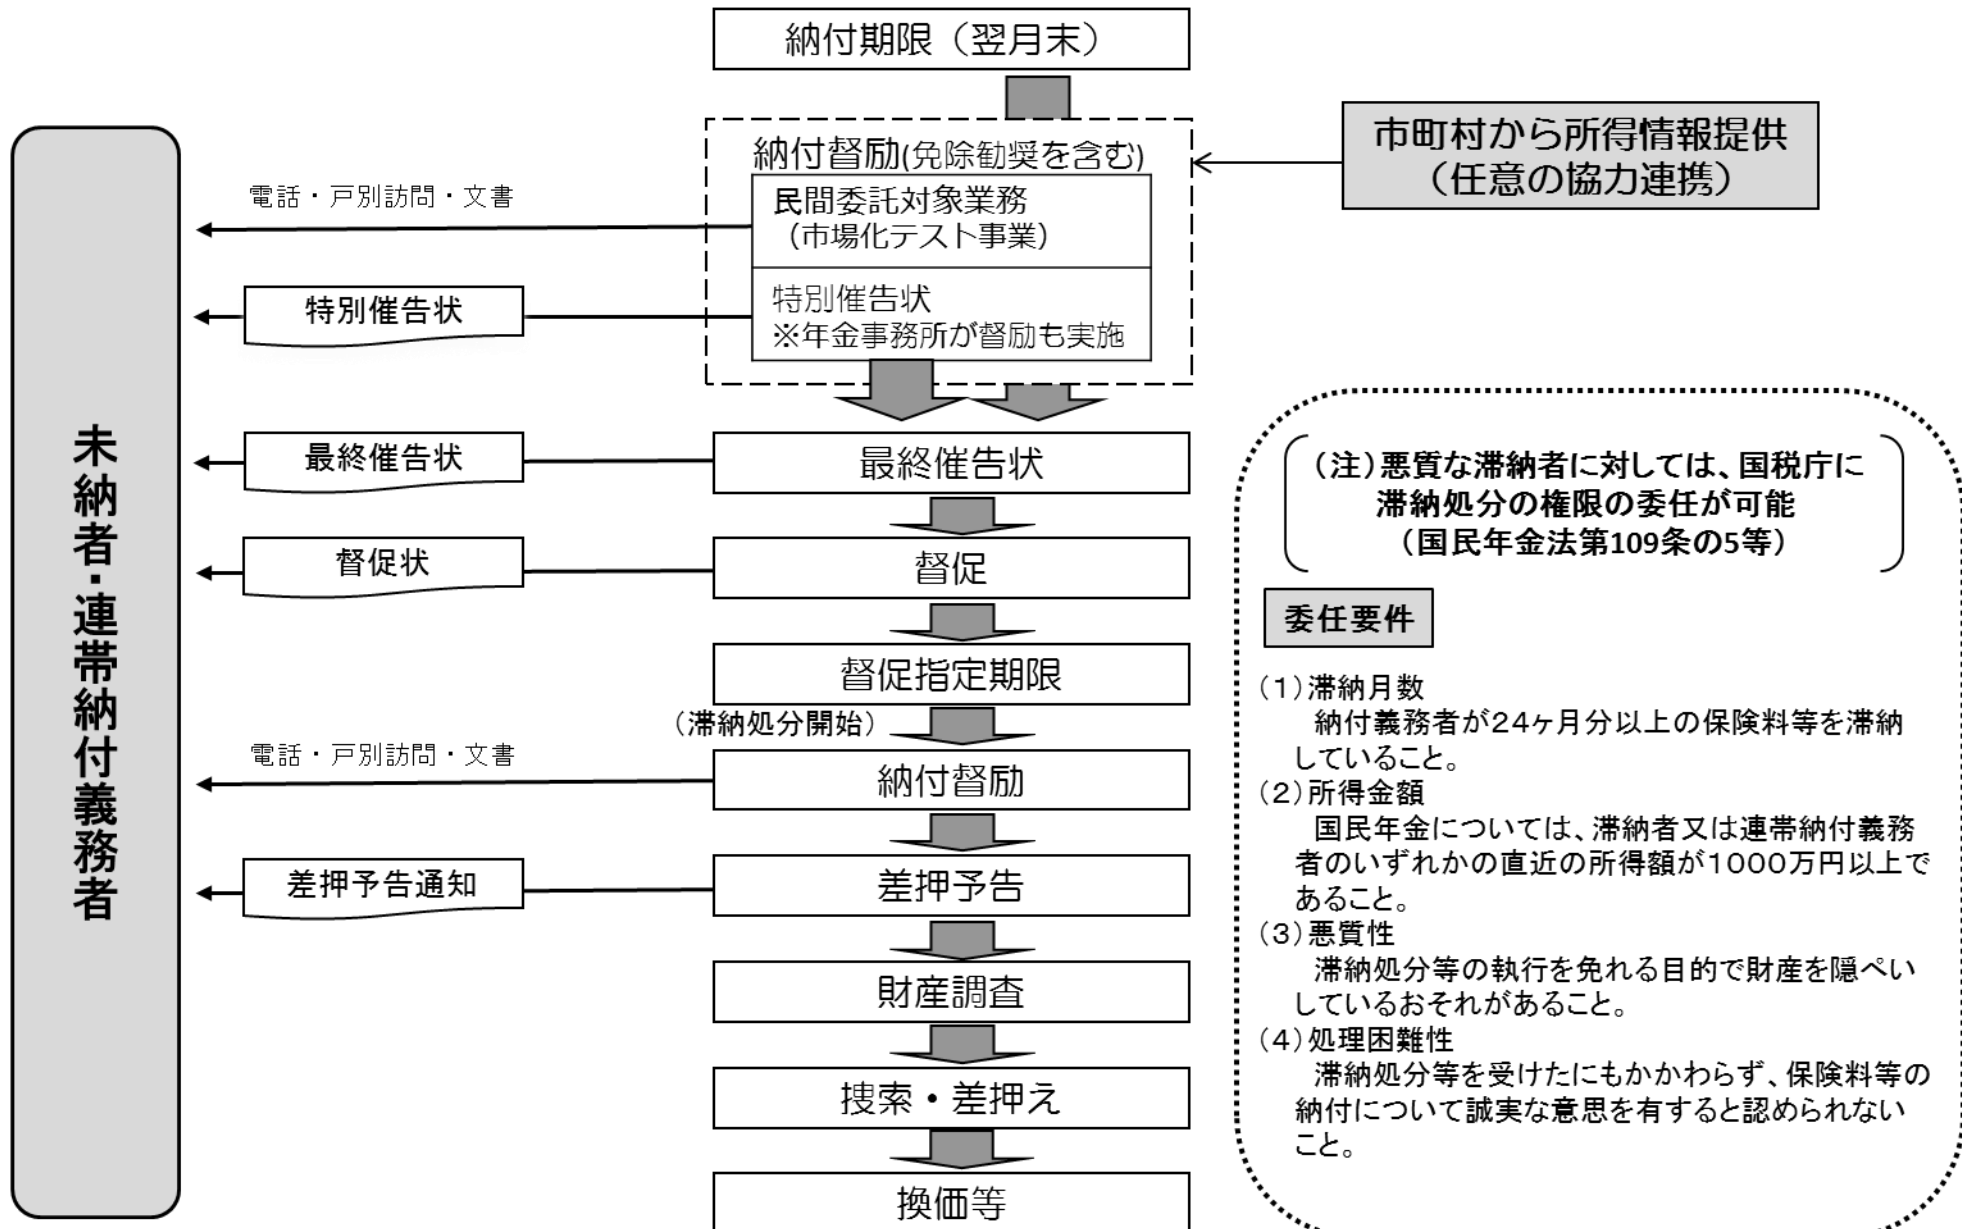 納付期限（翌月末）
市町村から所得情報提供
（任意の協力連携）
納付督励(免除勧奨を含む)
民間委託対象業務
（市場化テスト事業）
電話・戸別訪問・文書
特別催告状
※年金事務所が督励も実施
特別催告状
未納者・連帯納付義務者
最終催告状
最終催告状
督促状
督促
督促指定期限
（滞納処分開始）
電話・戸別訪問・文書
納付督励
差押予告通知
差押予告
財産調査
捜索・差押え
換価等
（注）悪質な滞納者に対しては、国税庁に
滞納処分の権限の委任が可能
（国民年金法第109条の5等）
委任要件
（１）滞納月数
納付義務者が２４ヶ月分以上の保険料等を滞納
していること。
（２）所得金額
国民年金については、滞納者又は連帯納付義務
者のいずれかの直近の所得額が１０００万円以上で
あること。
（３）悪質性
滞納処分等の執行を免れる目的で財産を隠ぺい
しているおそれがあること。
（４）処理困難性
滞納処分等を受けたにもかかわらず、保険料等の
納付について誠実な意思を有すると認められない
こと。